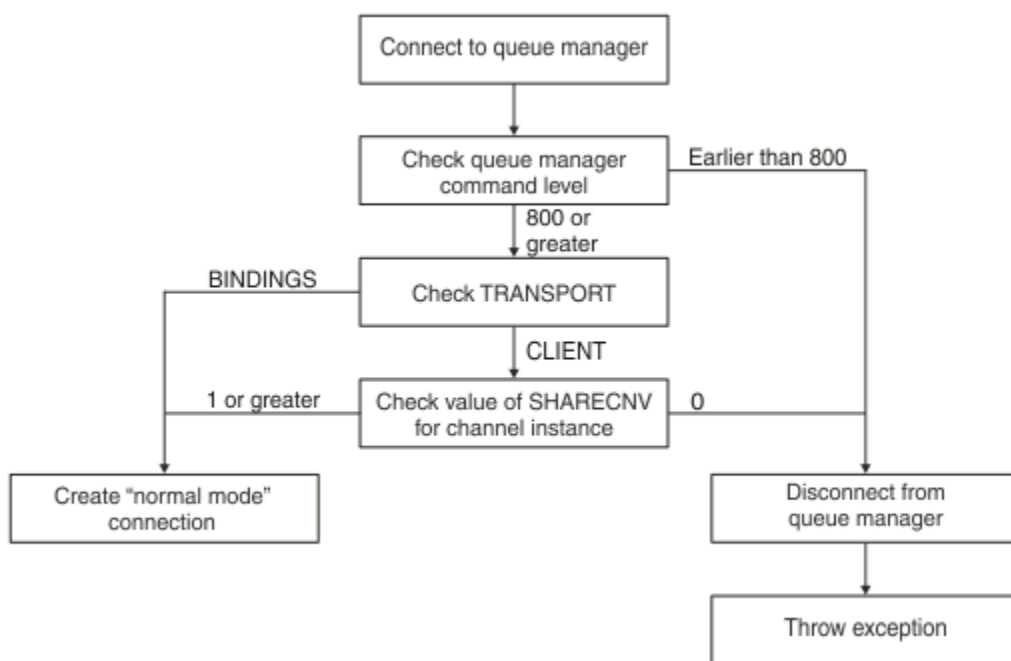 Connect to queue manager
Check queue manager
command level
Earlier than 800
800 or
greater
BINDINGS
Check TRANSPORT
CLIENT
1 or greater
Check value of SHARECNV
for channel instance
0
Create “normal mode”
connection
Disconnect from
queue manager
Throw exception